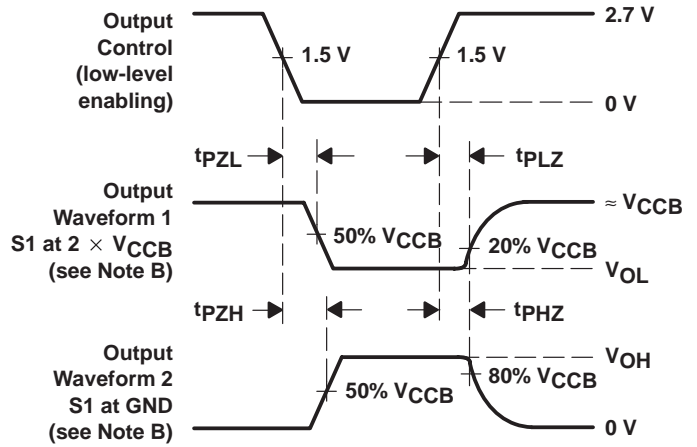 Output
Control
(low-level
enabling)
2.7 V
1.5 V
1.5 V
0 V
tPZL
tPLZ
Output
Waveform 1
S1 at 2 × VCCB
(see Note B)
≈ VCCB
50% VCCB
20% VCCB
VOL
tPZH
tPHZ
Output
Waveform 2
S1 at GND
(see Note B)
VOH
50% VCCB
80% VCCB
0 V